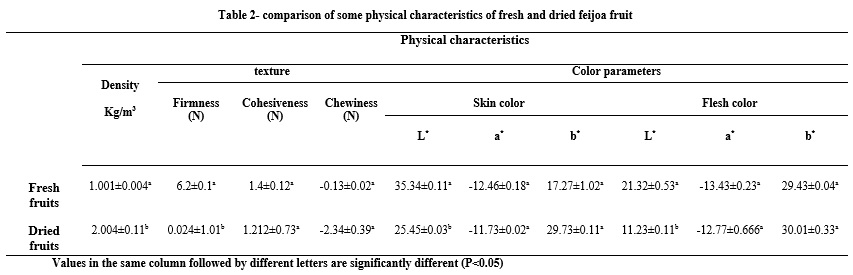 Table 2- comparison of some physical characteristics of fresh and dried feijoa fruit
Physical characteristics
Density Kg/m³ texture Color parameters
Firmness (N) Cohesiveness (N) Chewiness (N) Skin color Flesh color
L* a* b* L* a* b*
Fresh fruits 1.001±0.004ᵃ 6.2±0.1ᵃ 1.4±0.12ᵃ -0.13±0.02ᵃ 35.34±0.11ᵃ -12.46±0.18ᵃ 17.27±1.02ᵃ 21.32±0.53ᵃ -13.43±0.23ᵃ 29.43±0.04ᵃ
Dried fruits 2.004±0.11ᵇ 0.024±1.01ᵇ 1.212±0.73ᵃ -2.34±0.39ᵃ 25.45±0.03ᵇ -11.73±0.02ᵃ 29.73±0.11ᵃ 11.23±0.11ᵇ -12.77±0.666ᵃ 30.01±0.33ᵃ
Values in the same column followed by different letters are significantly different (P<0.05)